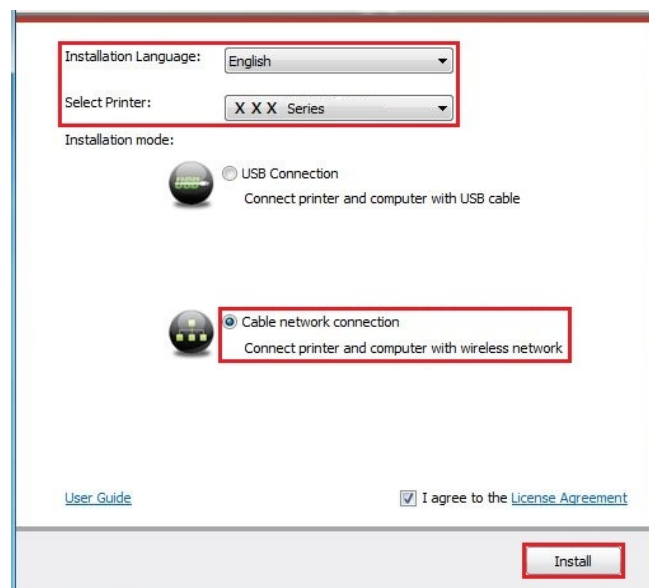 Installation Language: English
Select Printer: X X X Series
Installation mode:
USB Connection
Connect printer and computer with USB cable
Cable network connection
Connect printer and computer with wireless network
User Guide I agree to the License Agreement
Install